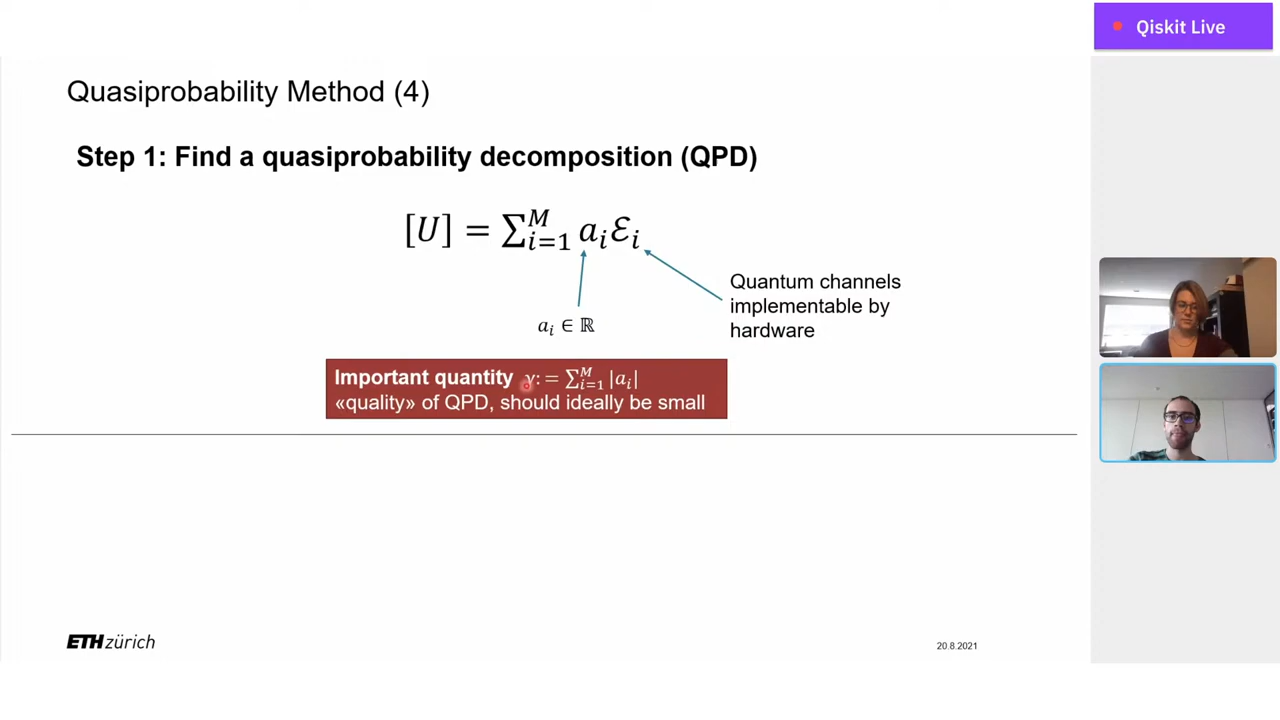 Qiskit Live
Quasiprobability Method (4)
Step 1: Find a quasiprobability decomposition (QPD)
[U] = ∑ᵢ₌₁ᴹ aᵢℰᵢ
Quantum channels
implementable by
hardware
aᵢ ∈ ℝ
Important quantity γ: = ∑ᵢ₌₁ᴹ |aᵢ|
«quality» of QPD, should ideally be small
ETH zürich
20.8.2021